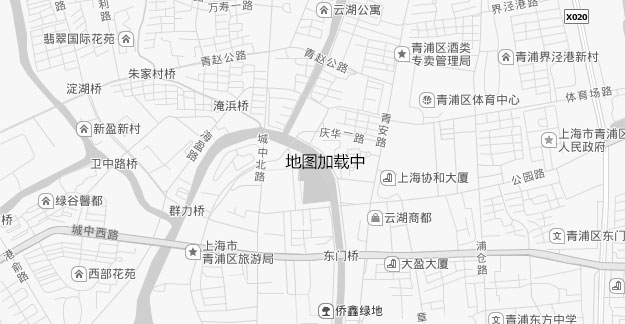 万寿一路
利民
云湖公寓
界泾港路
X020
翡翠国际花苑
青赵公路
青赵公路
青浦区酒类
专卖管理局
青浦界泾港新村
朱家村桥
淀湖桥
淹浜桥
青浦区体育中心
体育场路
新盈新村
海盈路
城中北路
庆华一路
青安路
上海市青浦区
人民政府
卫中路桥
地图加载中
上海协和大厦
公园路
绿谷馨都
群力桥
云湖商都
桥
城中西路
港俞路
上海市
青浦区旅游局
东门桥
浦仓路
青浦区东门
西部花苑
大盈大厦
侨鑫绿地
章
青浦东方中学